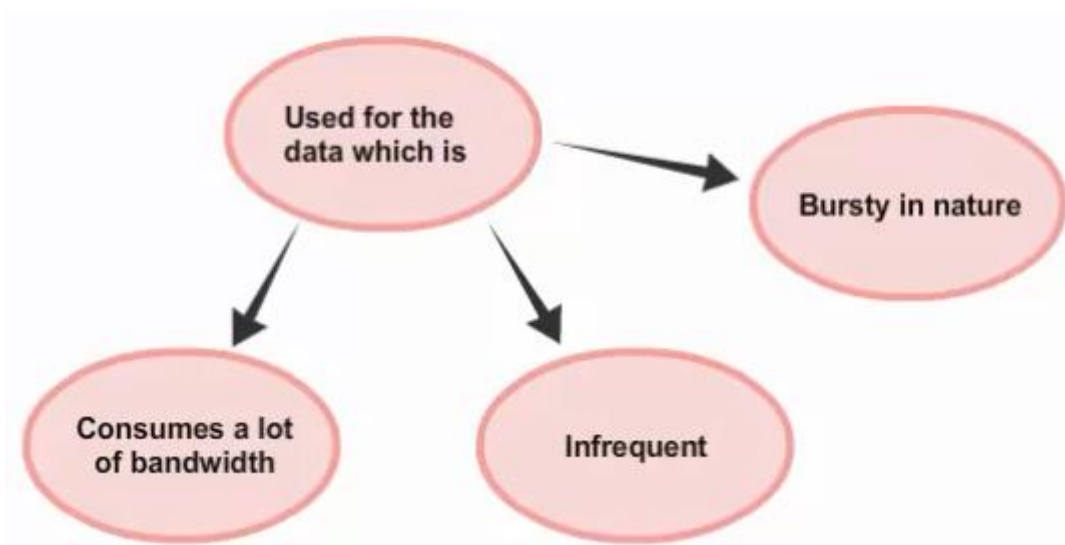 Used for the
data which is
Bursty in nature
Consumes a lot
of bandwidth
Infrequent